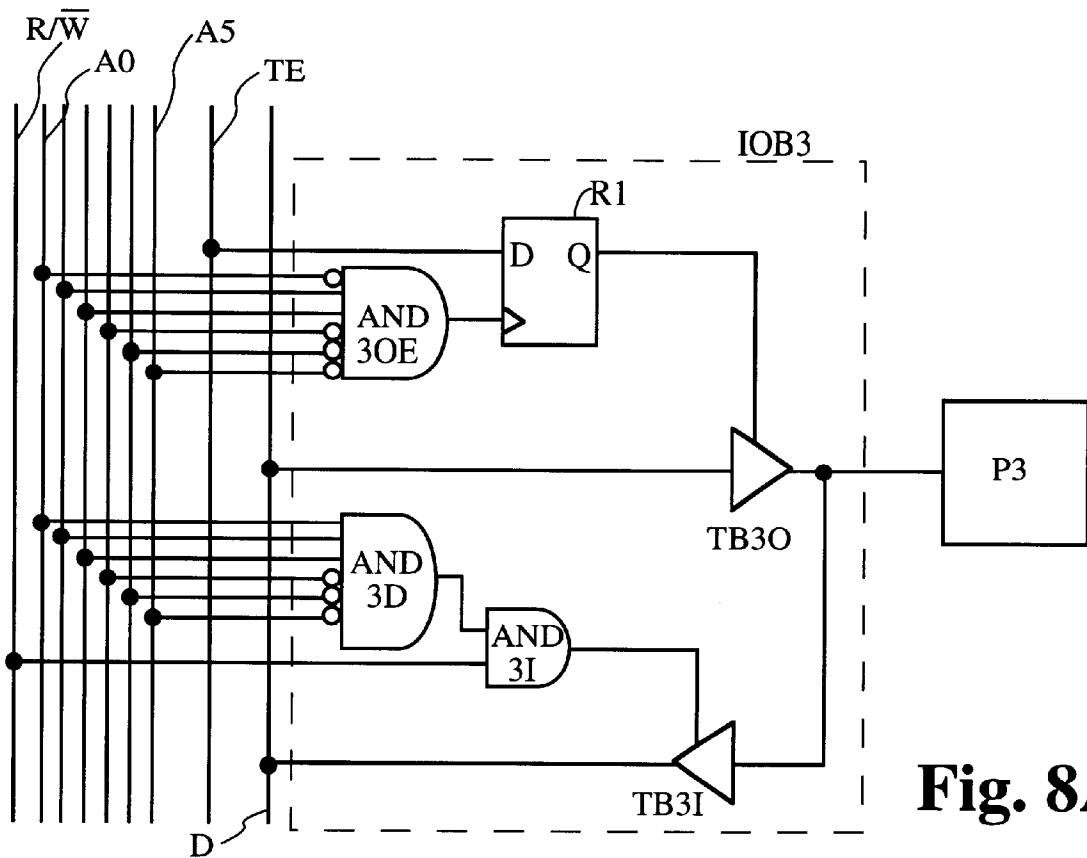 R/W̅
A0
A5
TE
IOB3
R1
D Q
AND
3OE
P3
TB3O
AND
3D
AND
3I
TB3I
D
Fig. 8